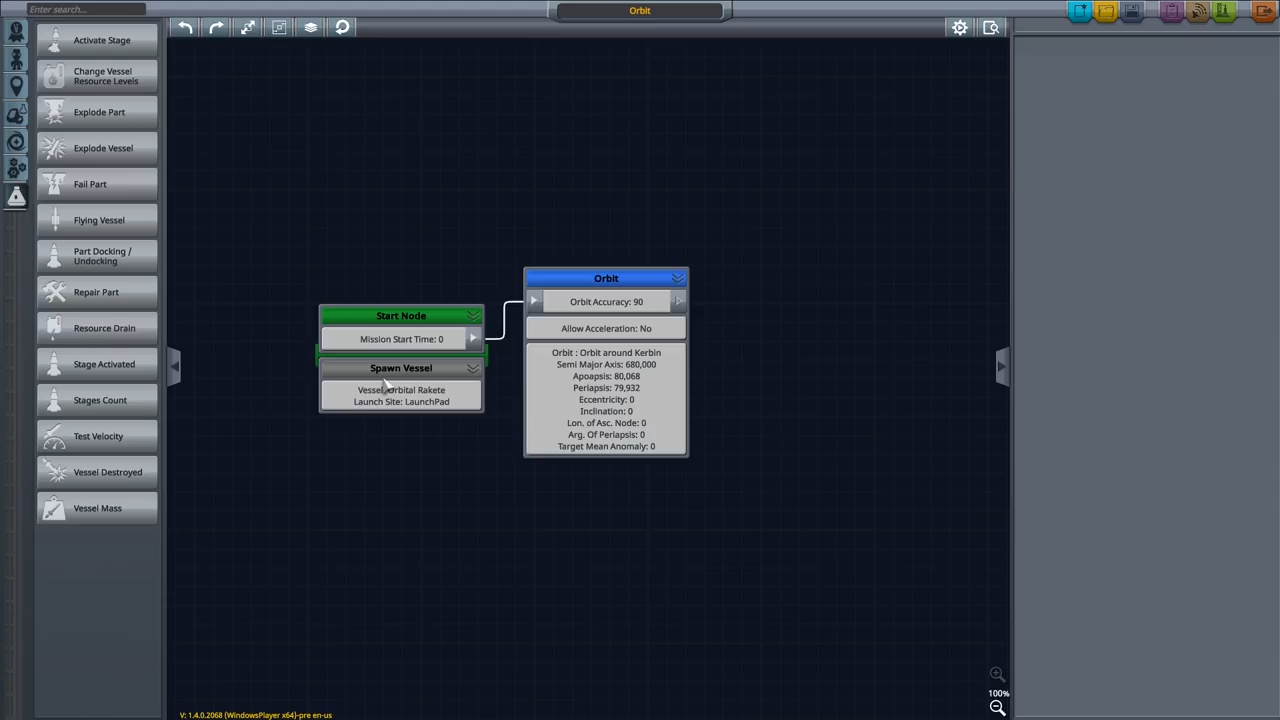 Enter search...
Orbit
Activate Stage
Change Vessel
Resource Levels
Explode Part
Explode Vessel
Fail Part
Flying Vessel
Part Docking /
Undocking
Repair Part
Resource Drain
Stage Activated
Stages Count
Test Velocity
Vessel Destroyed
Vessel Mass
Start Node
Mission Start Time: 0
Spawn Vessel
Vessel: Orbital Rakete
Launch Site: LaunchPad
Orbit
Orbit Accuracy: 90
Allow Acceleration: No
Orbit : Orbit around Kerbin
Semi Major Axis: 680,000
Apoapsis: 80,068
Periapsis: 79,932
Eccentricity: 0
Inclination: 0
Lon. of Asc. Node: 0
Arg. Of Periapsis: 0
Target Mean Anomaly: 0
100%
V: 1.4.0.2068 (WindowsPlayer x64)-pre en-us